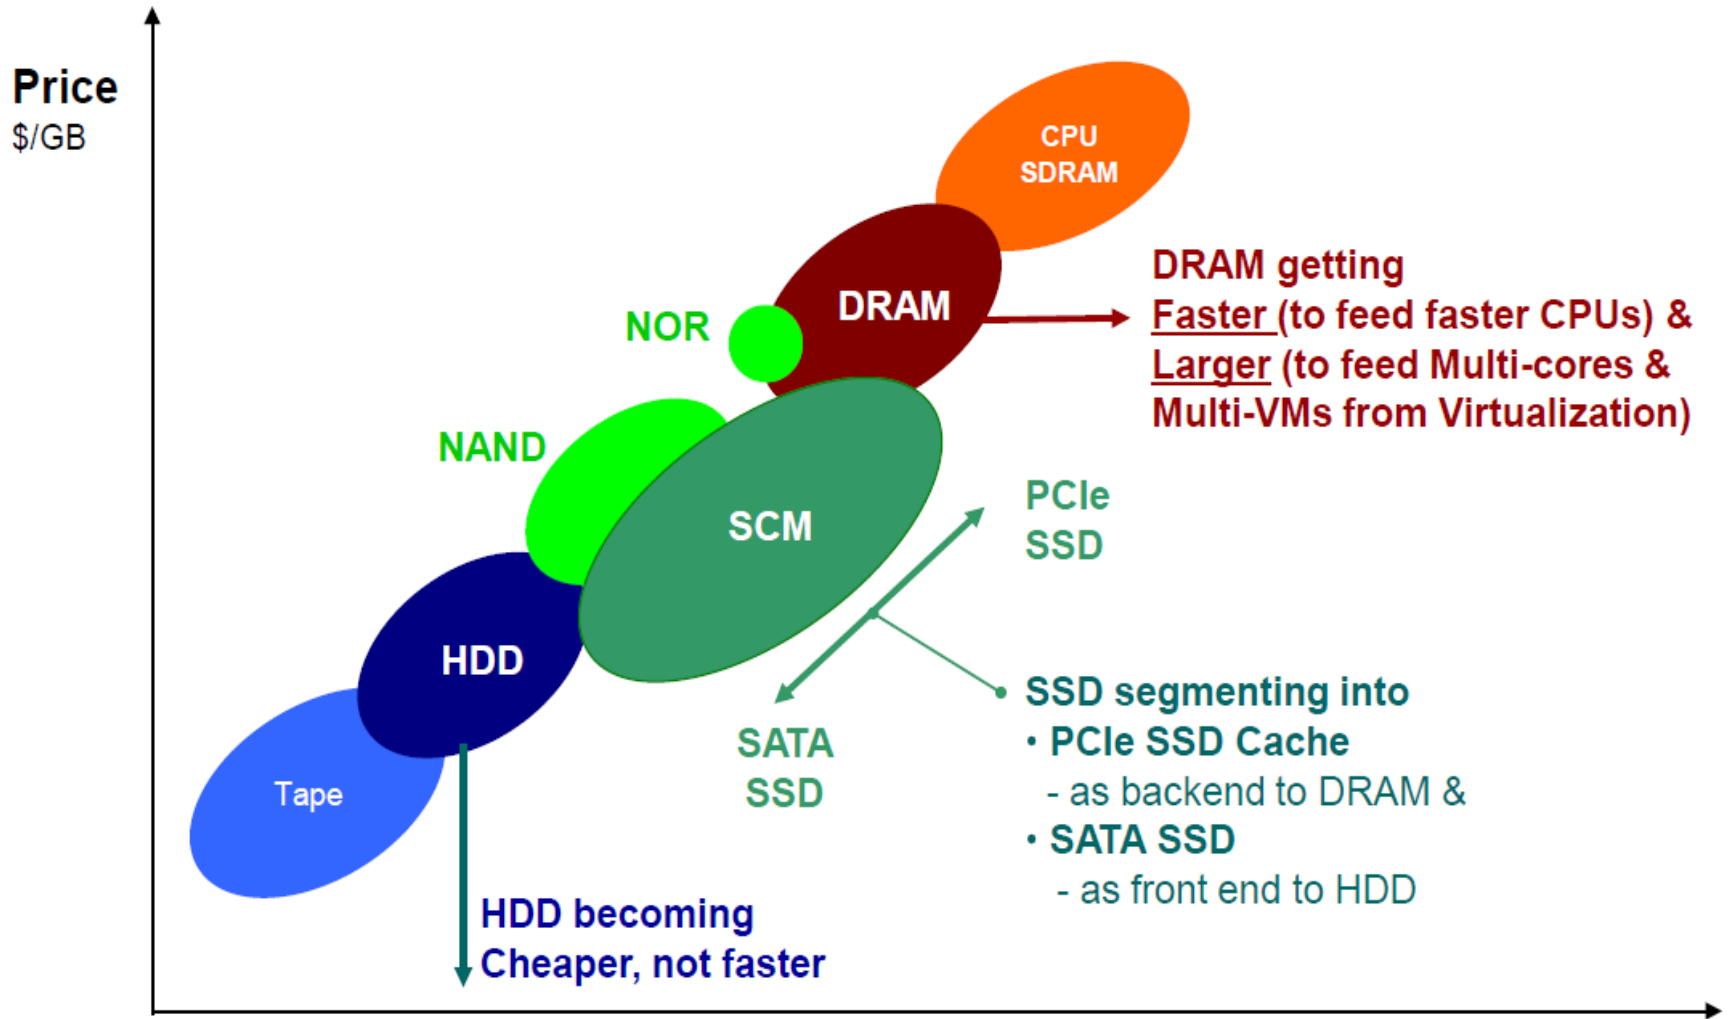 Price
$/GB
CPU
SDRAM
DRAM
NOR
DRAM getting
Faster (to feed faster CPUs) &
Larger (to feed Multi-cores &
Multi-VMs from Virtualization)
NAND
SCM
PCIe
SSD
HDD
SATA
SSD
SSD segmenting into
• PCIe SSD Cache
- as backend to DRAM &
• SATA SSD
- as front end to HDD
Tape
HDD becoming
Cheaper, not faster